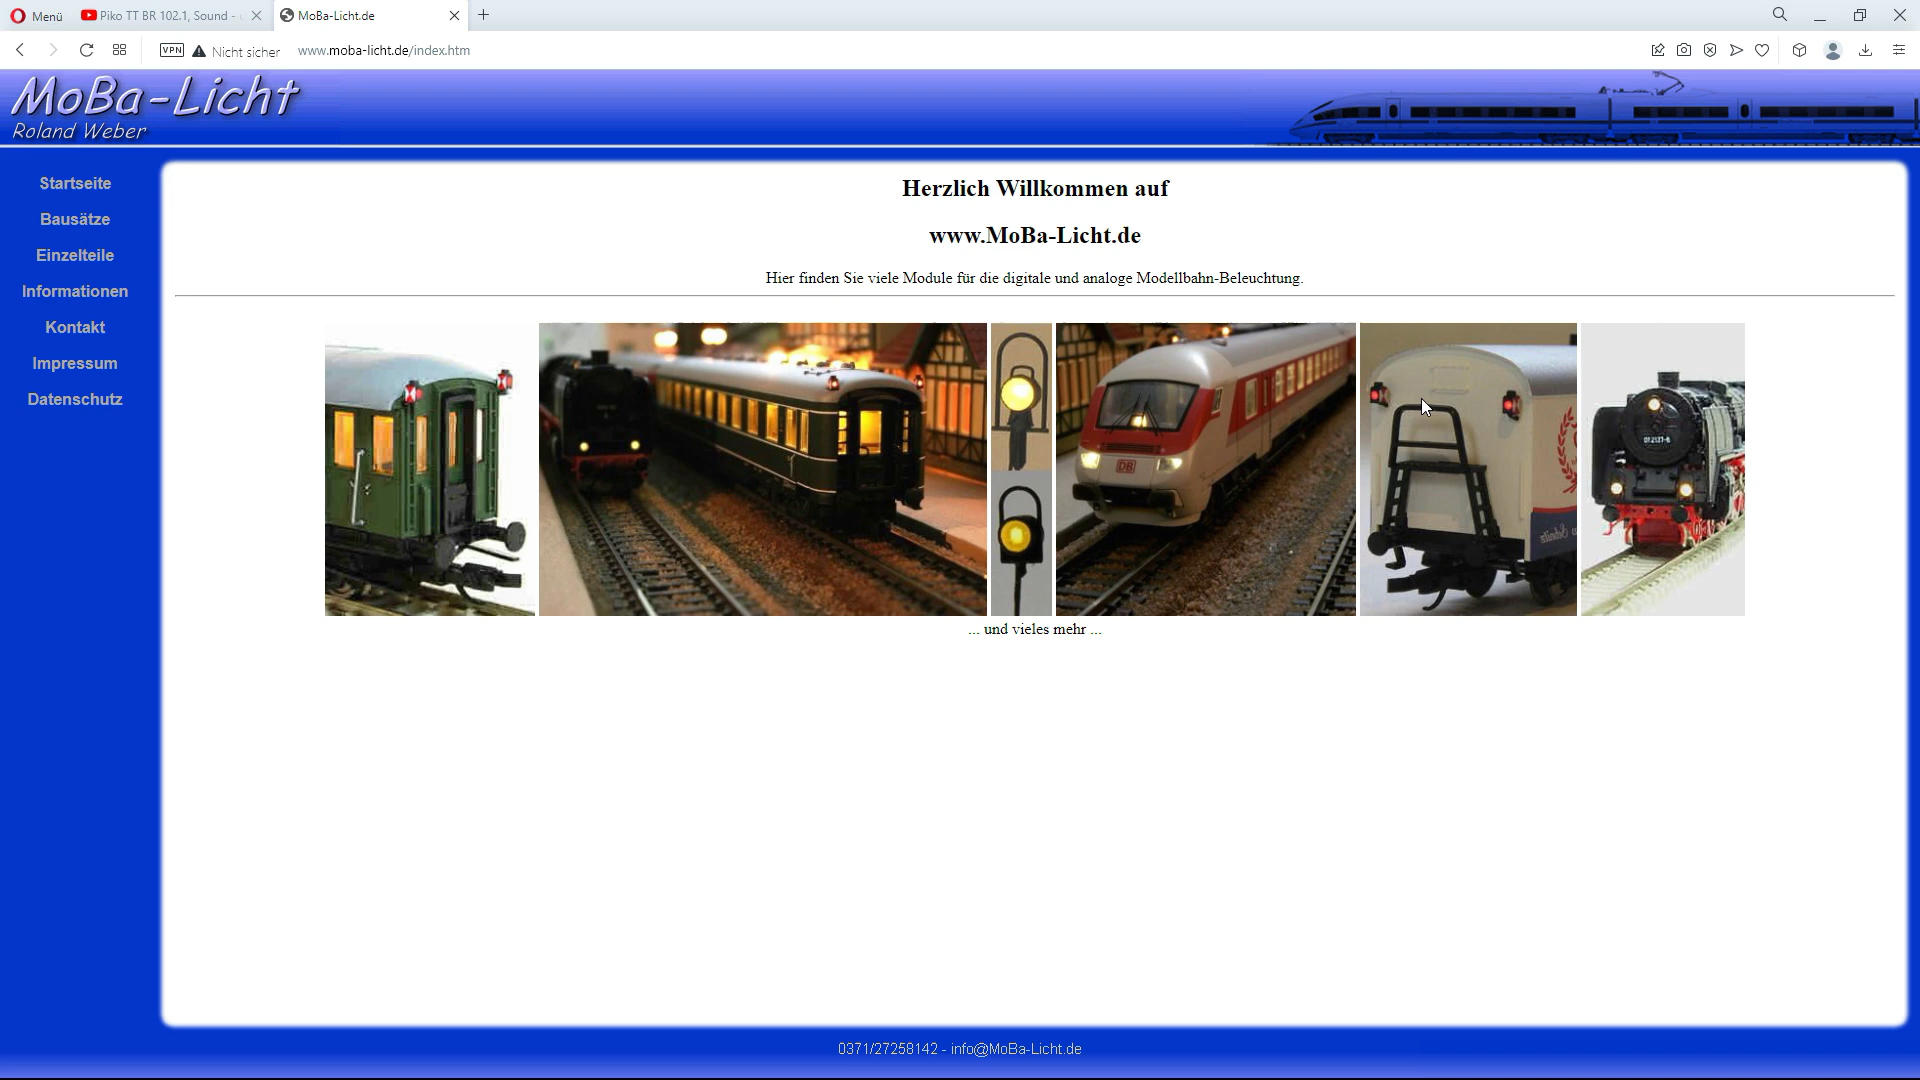 Menü
Piko TT BR 102.1, Sound -
MoBa-Licht.de
VPN
Nicht sicher
www.moba-licht.de/index.htm
MoBa-Licht
Roland Weber
Startseite
Bausätze
Einzelteile
Informationen
Kontakt
Impressum
Datenschutz
Herzlich Willkommen auf
www.MoBa-Licht.de
Hier finden Sie viele Module für die digitale und analoge Modellbahn-Beleuchtung.
DB
... und vieles mehr ...
0371/27258142 - info@MoBa-Licht.de